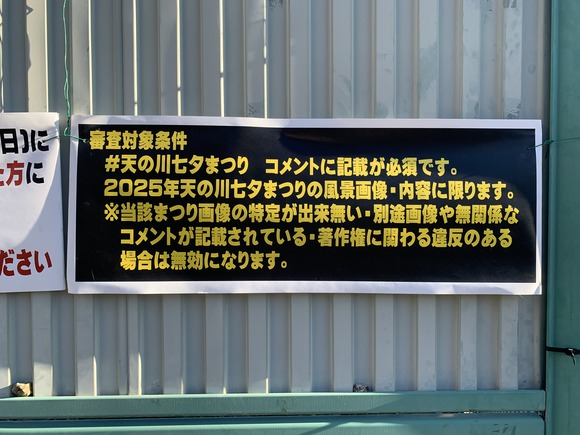 日)に
た方に
ださい
審査対象条件
#天の川七夕まつり コメントに記載が必須です。
2025年天の川七夕まつりの風景画像・内容に限ります。
※当該まつり画像の特定が出来無い・別途画像や無関係な
コメントが記載されている・著作権に関わる違反のある
場合は無効になります。